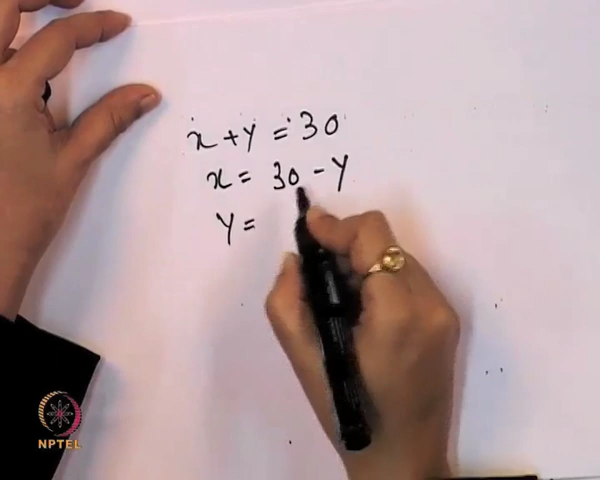 x + y = 30
x = 30 - y
y =
NPTEL